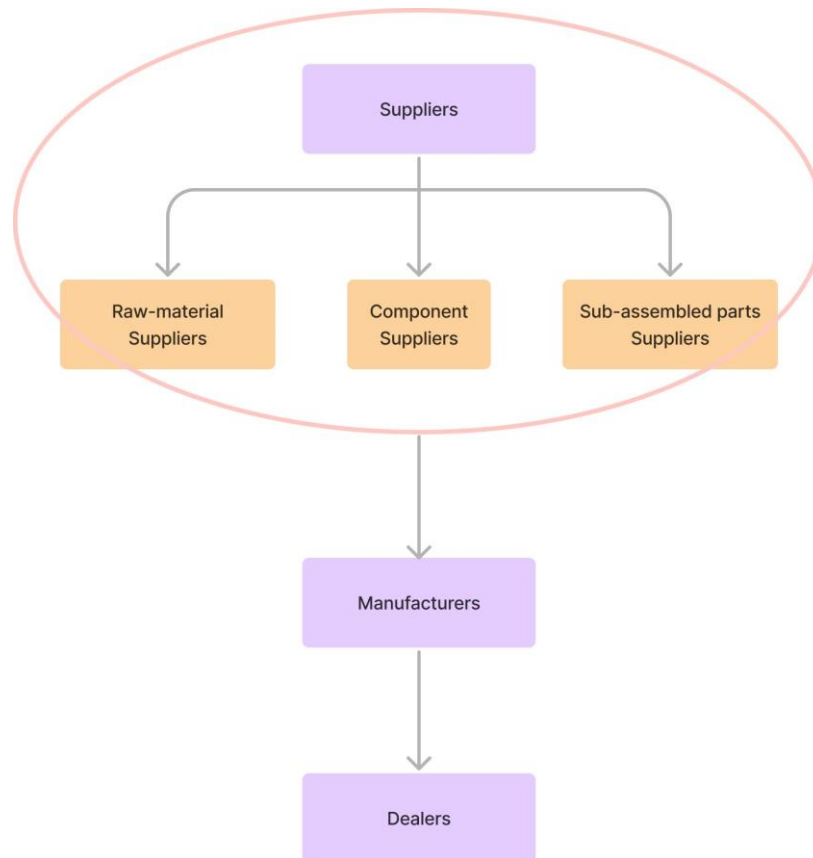 Suppliers
Raw-material
Suppliers
Component
Suppliers
Sub-assembled parts
Suppliers
Manufacturers
Dealers